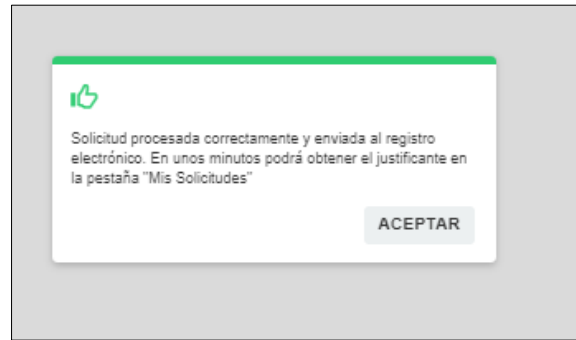 Solicitud procesada correctamente y enviada al registro
electrónico. En unos minutos podrá obtener el justificante en
la pestaña "Mis Solicitudes"
ACEPTAR